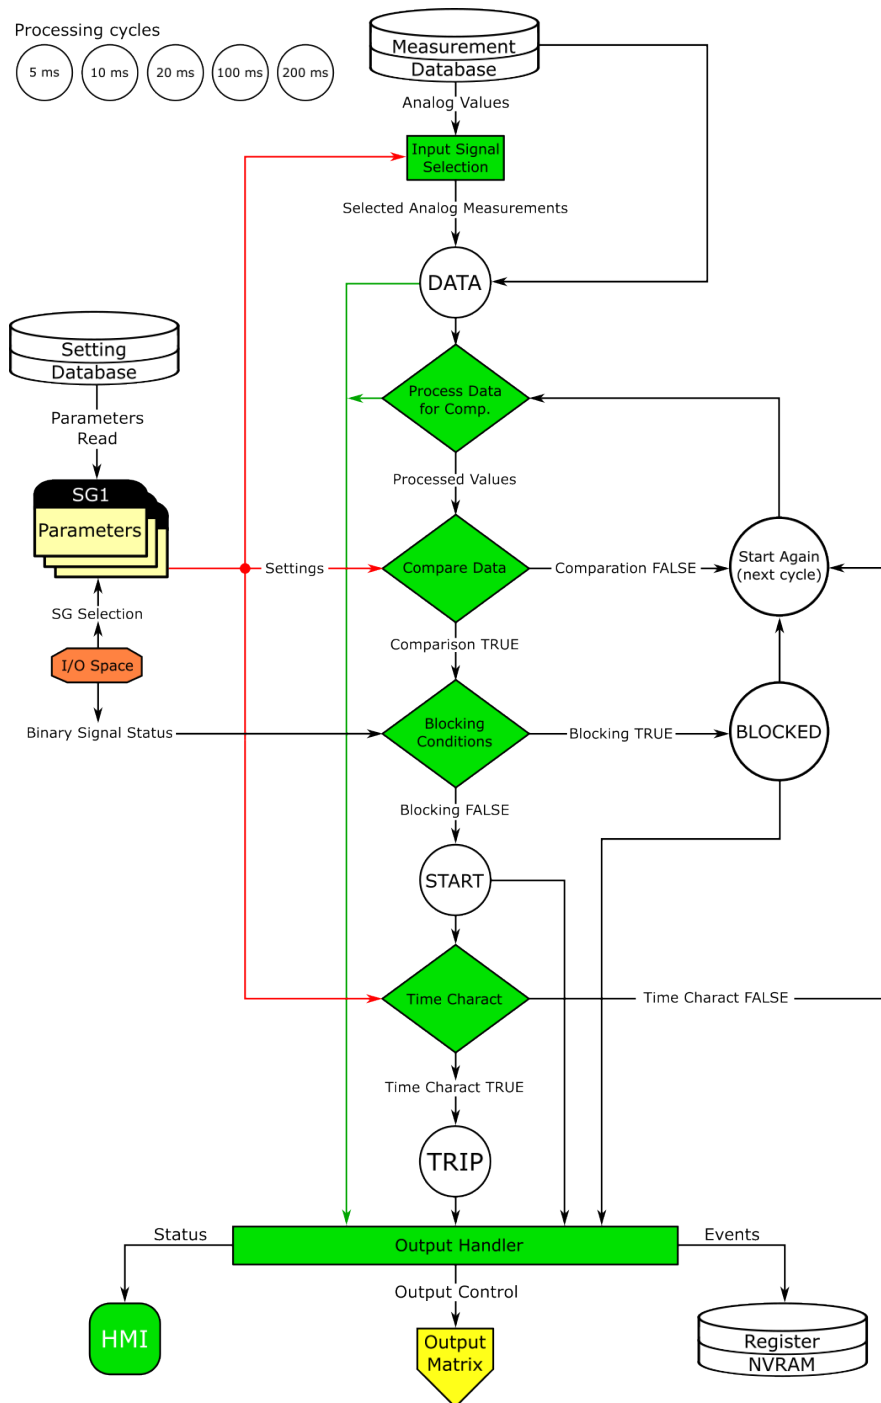 Processing cycles
5 ms
10 ms
20 ms
100 ms
200 ms
Measurement
Database
Analog Values
Input Signal
Selection
Selected Analog Measurements
DATA
Setting
Database
Process Data
for Comp.
Parameters
Read
Processed Values
SG1
Parameters
Settings
Compare Data
Comparation FALSE
Start Again
(next cycle)
SG Selection
Comparison TRUE
I/O Space
Binary Signal Status
Blocking
Conditions
Blocking TRUE
BLOCKED
Blocking FALSE
START
Time Charact
Time Charact FALSE
Time Charact TRUE
TRIP
Status
Output Handler
Events
Output Control
HMI
Output
Matrix
Register
NVRAM